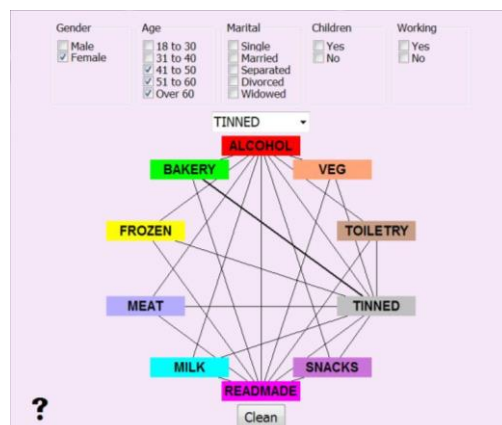 Gender Age Marital Children Working
Male 18 to 30 Single Yes Yes
Female 31 to 40 Married No No
41 to 50 Separated
51 to 60 Divorced
Over 60 Widowed
TINNED
ALCOHOL
BAKERY VEG
FROZEN TOILETRY
MEAT TINNED
MILK SNACKS
READMADE
? Clean